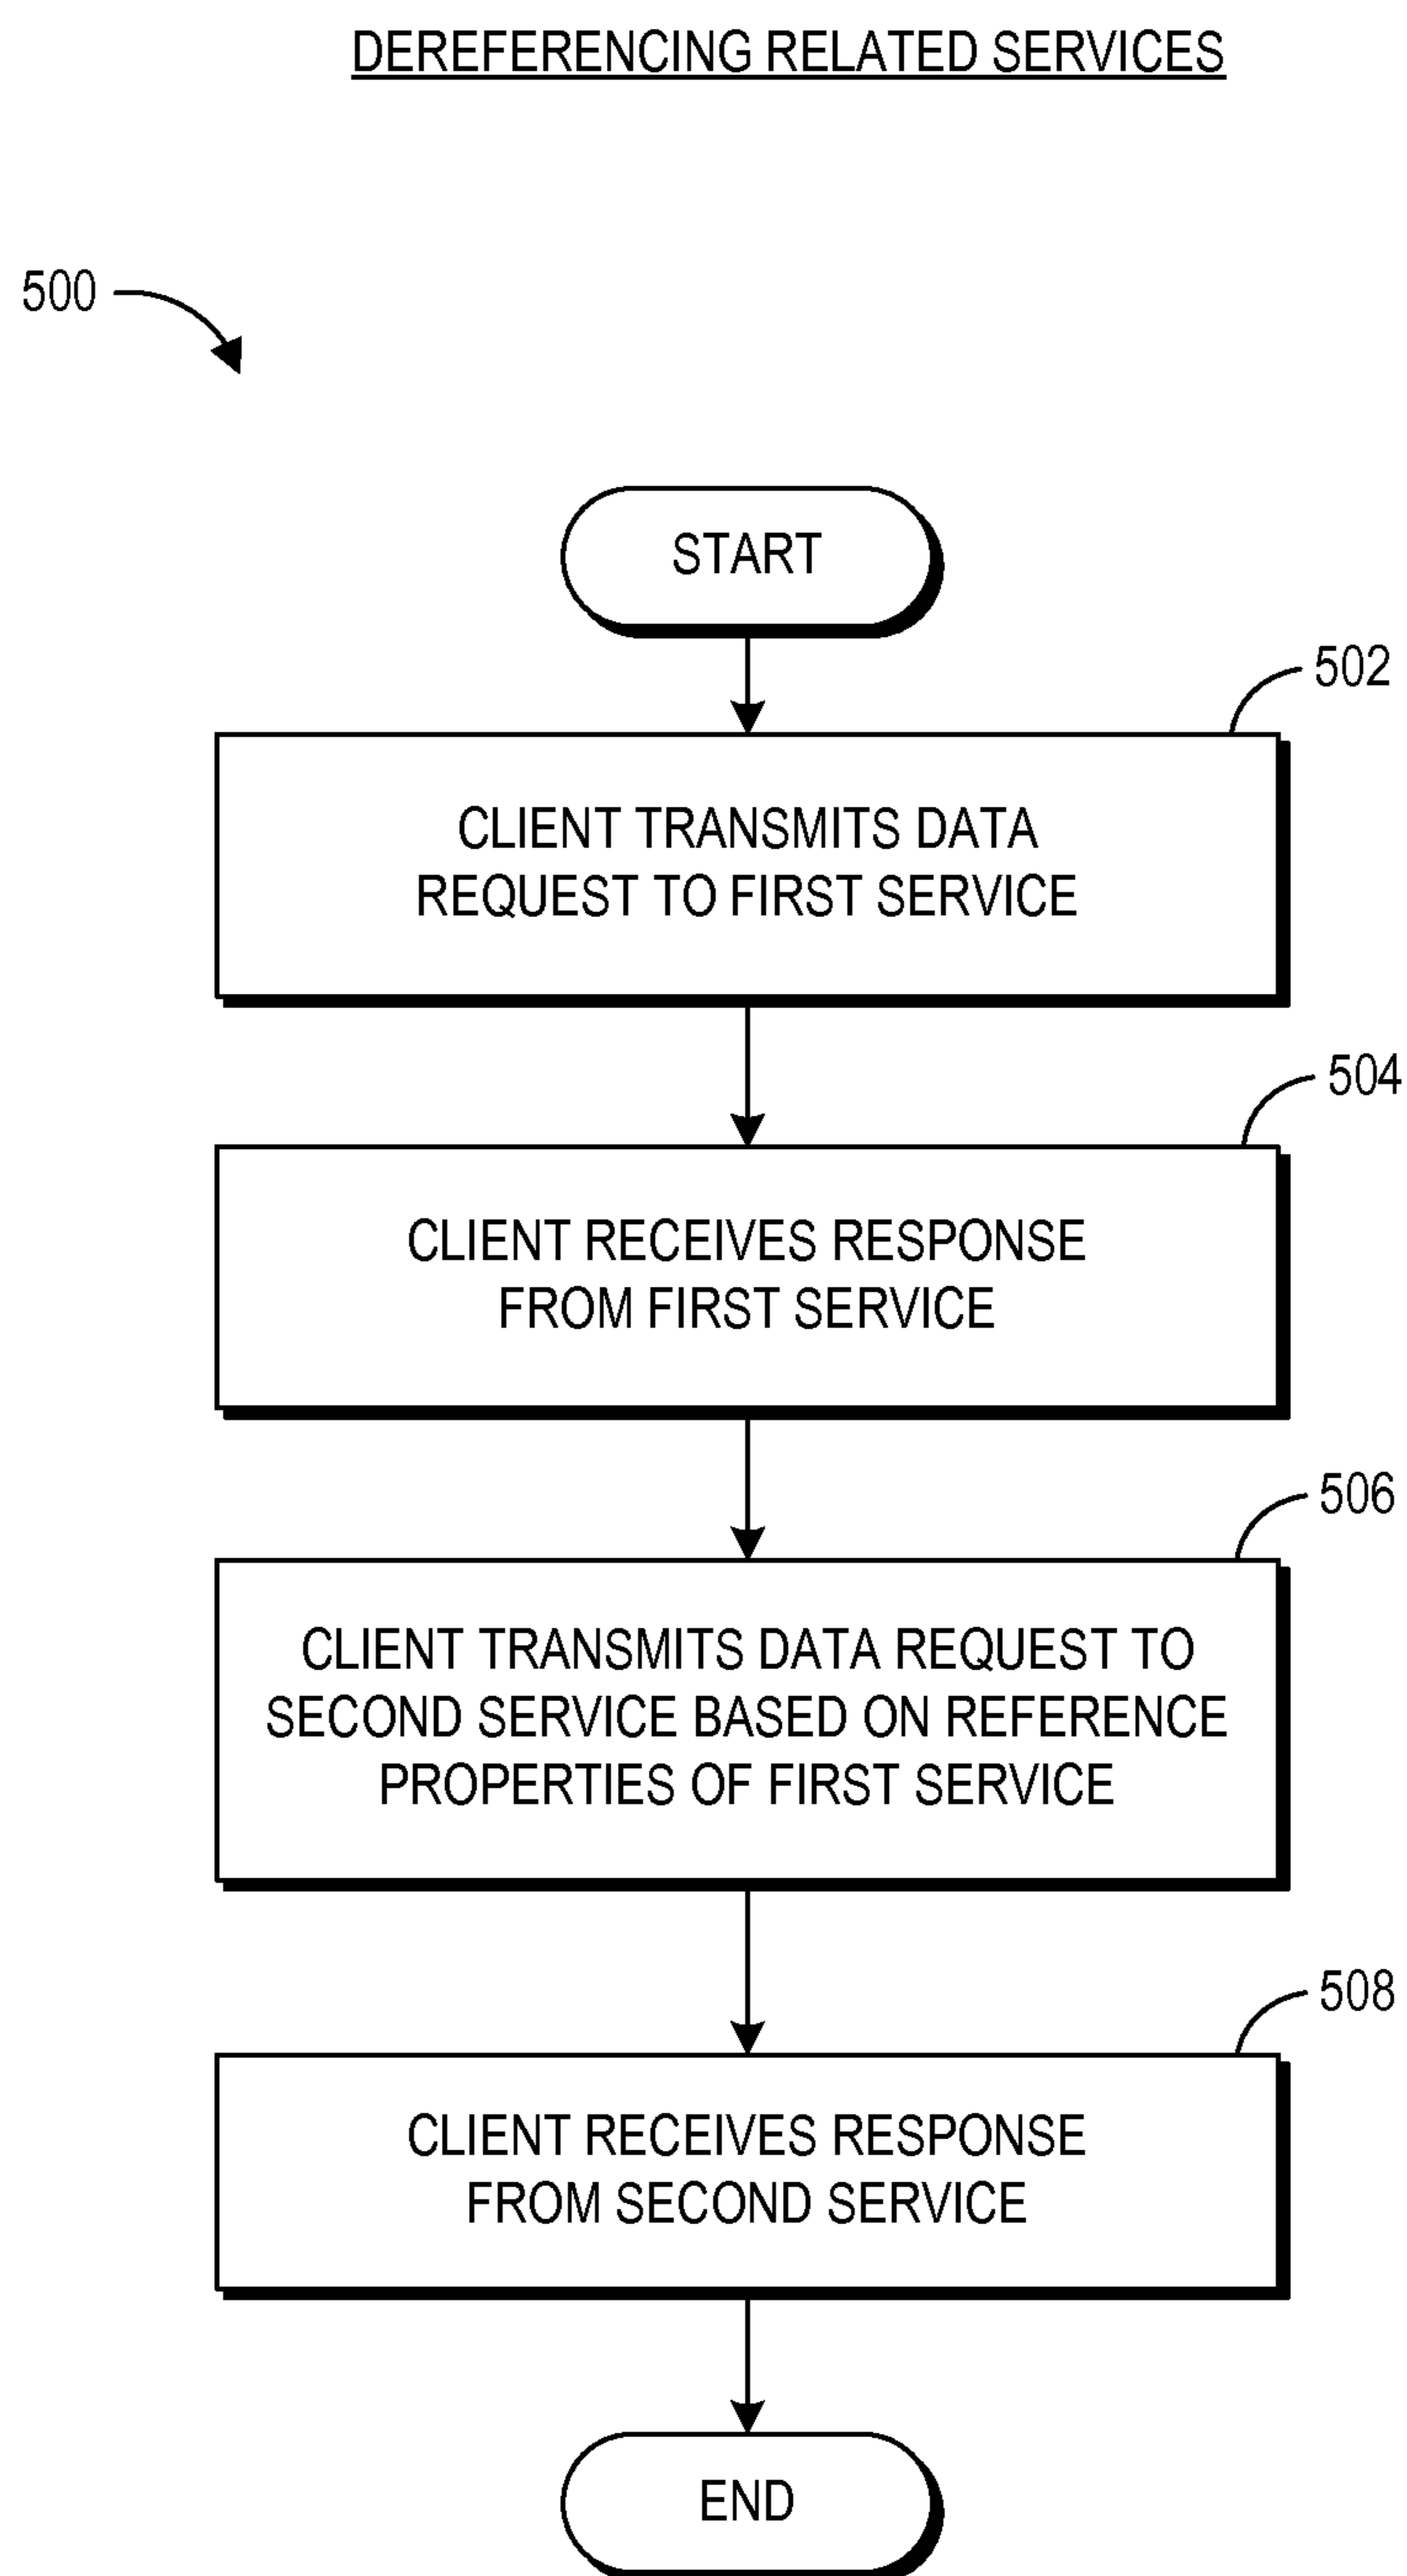 DEREFERENCING RELATED SERVICES
500
START
502
CLIENT TRANSMITS DATA
REQUEST TO FIRST SERVICE
504
CLIENT RECEIVES RESPONSE
FROM FIRST SERVICE
506
CLIENT TRANSMITS DATA REQUEST TO
SECOND SERVICE BASED ON REFERENCE
PROPERTIES OF FIRST SERVICE
508
CLIENT RECEIVES RESPONSE
FROM SECOND SERVICE
END